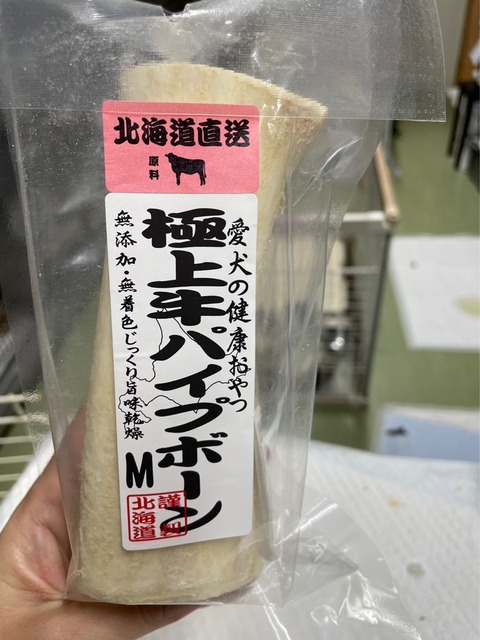 北海道直送
原料
愛犬の健康おやつ
極上牛パイプボーン
M
無添加・無着色じっくり旨味乾燥
謹製
北海道